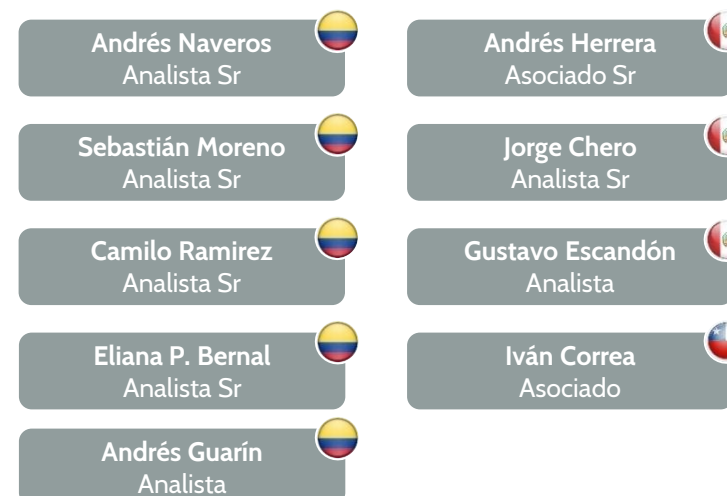 Andrés Naveros
Analista Sr
Sebastián Moreno
Analista Sr
Camilo Ramirez
Analista Sr
Eliana P. Bernal
Analista Sr
Andrés Guarín
Analista
Andrés Herrera
Asociado Sr
Jorge Chero
Analista Sr
Gustavo Escandón
Analista
Iván Correa
Asociado